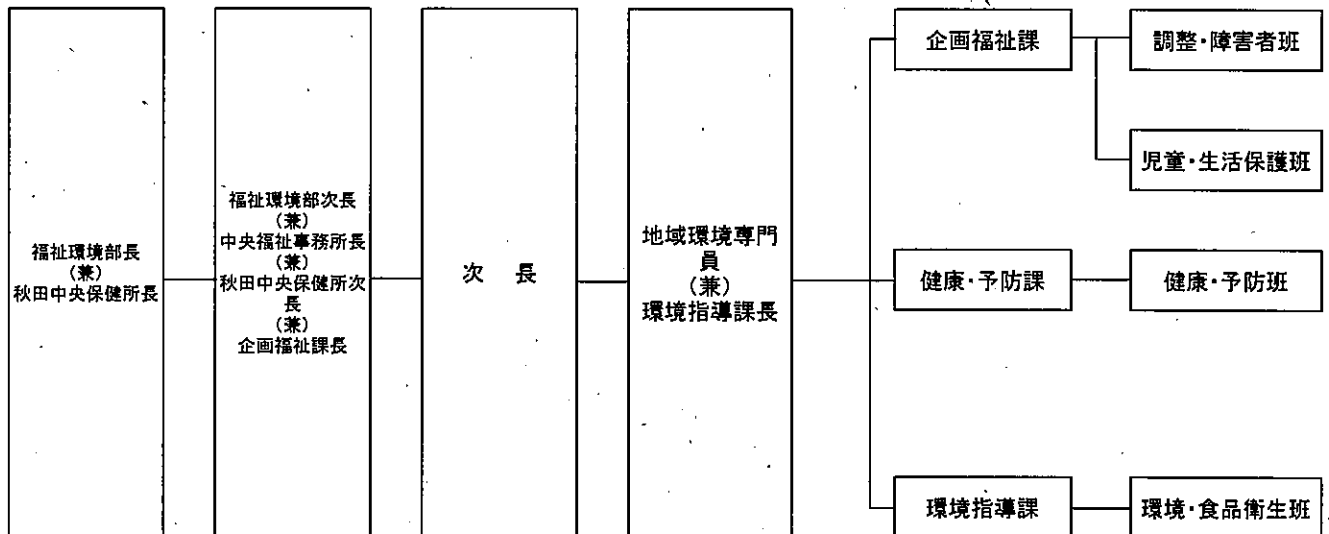 福祉環境部長
(兼)
秋田中央保健所長
福祉環境部次長
(兼)
中央福祉事務所長
(兼)
秋田中央保健所次
長
(兼)
企画福祉課長
次　長
地域環境専門
員
(兼)
環境指導課長
企画福祉課
調整・障害者班
児童・生活保護班
健康・予防課
健康・予防班
環境指導課
環境・食品衛生班